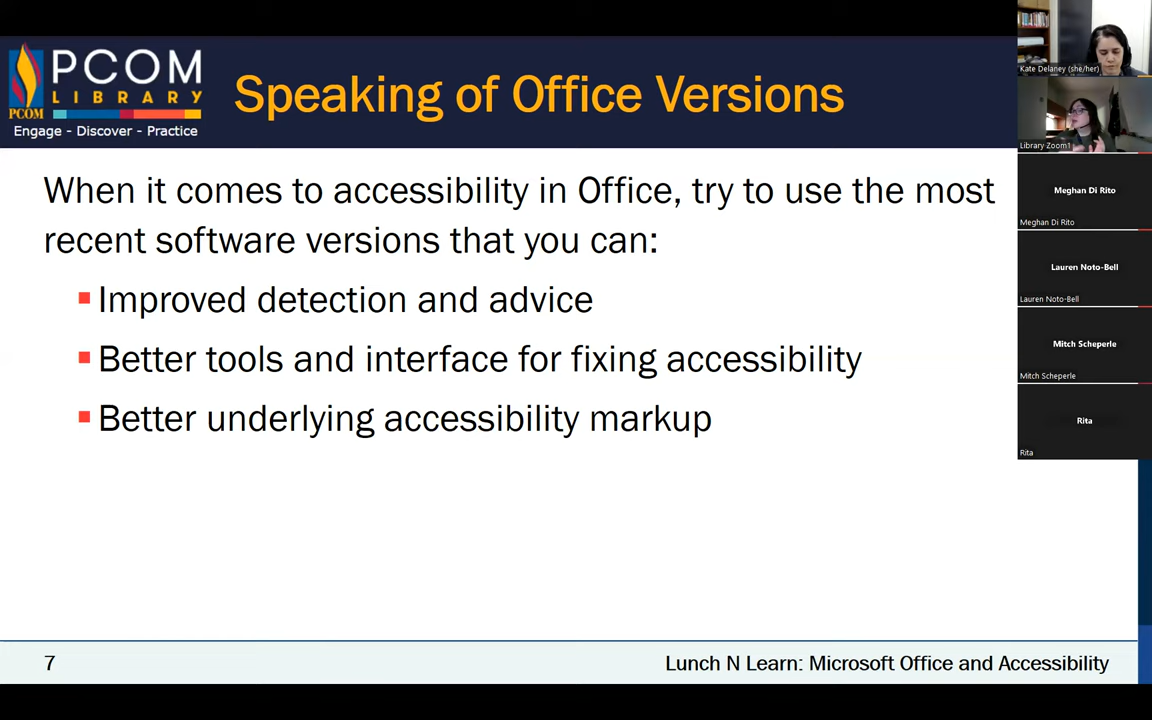 PCOM
LIBRARY
PCOM
Engage - Discover - Practice
Speaking of Office Versions
When it comes to accessibility in Office, try to use the most
recent software versions that you can:
Improved detection and advice
Better tools and interface for fixing accessibility
Better underlying accessibility markup
7
Lunch N Learn: Microsoft Office and Accessibility
Kate Delaney (she/her)
Library Zoom1
Meghan Di Rito
Meghan Di Rito
Lauren Noto-Bell
Lauren Noto-Bell
Mitch Scheperle
Mitch Scheperle
Rita
Rita